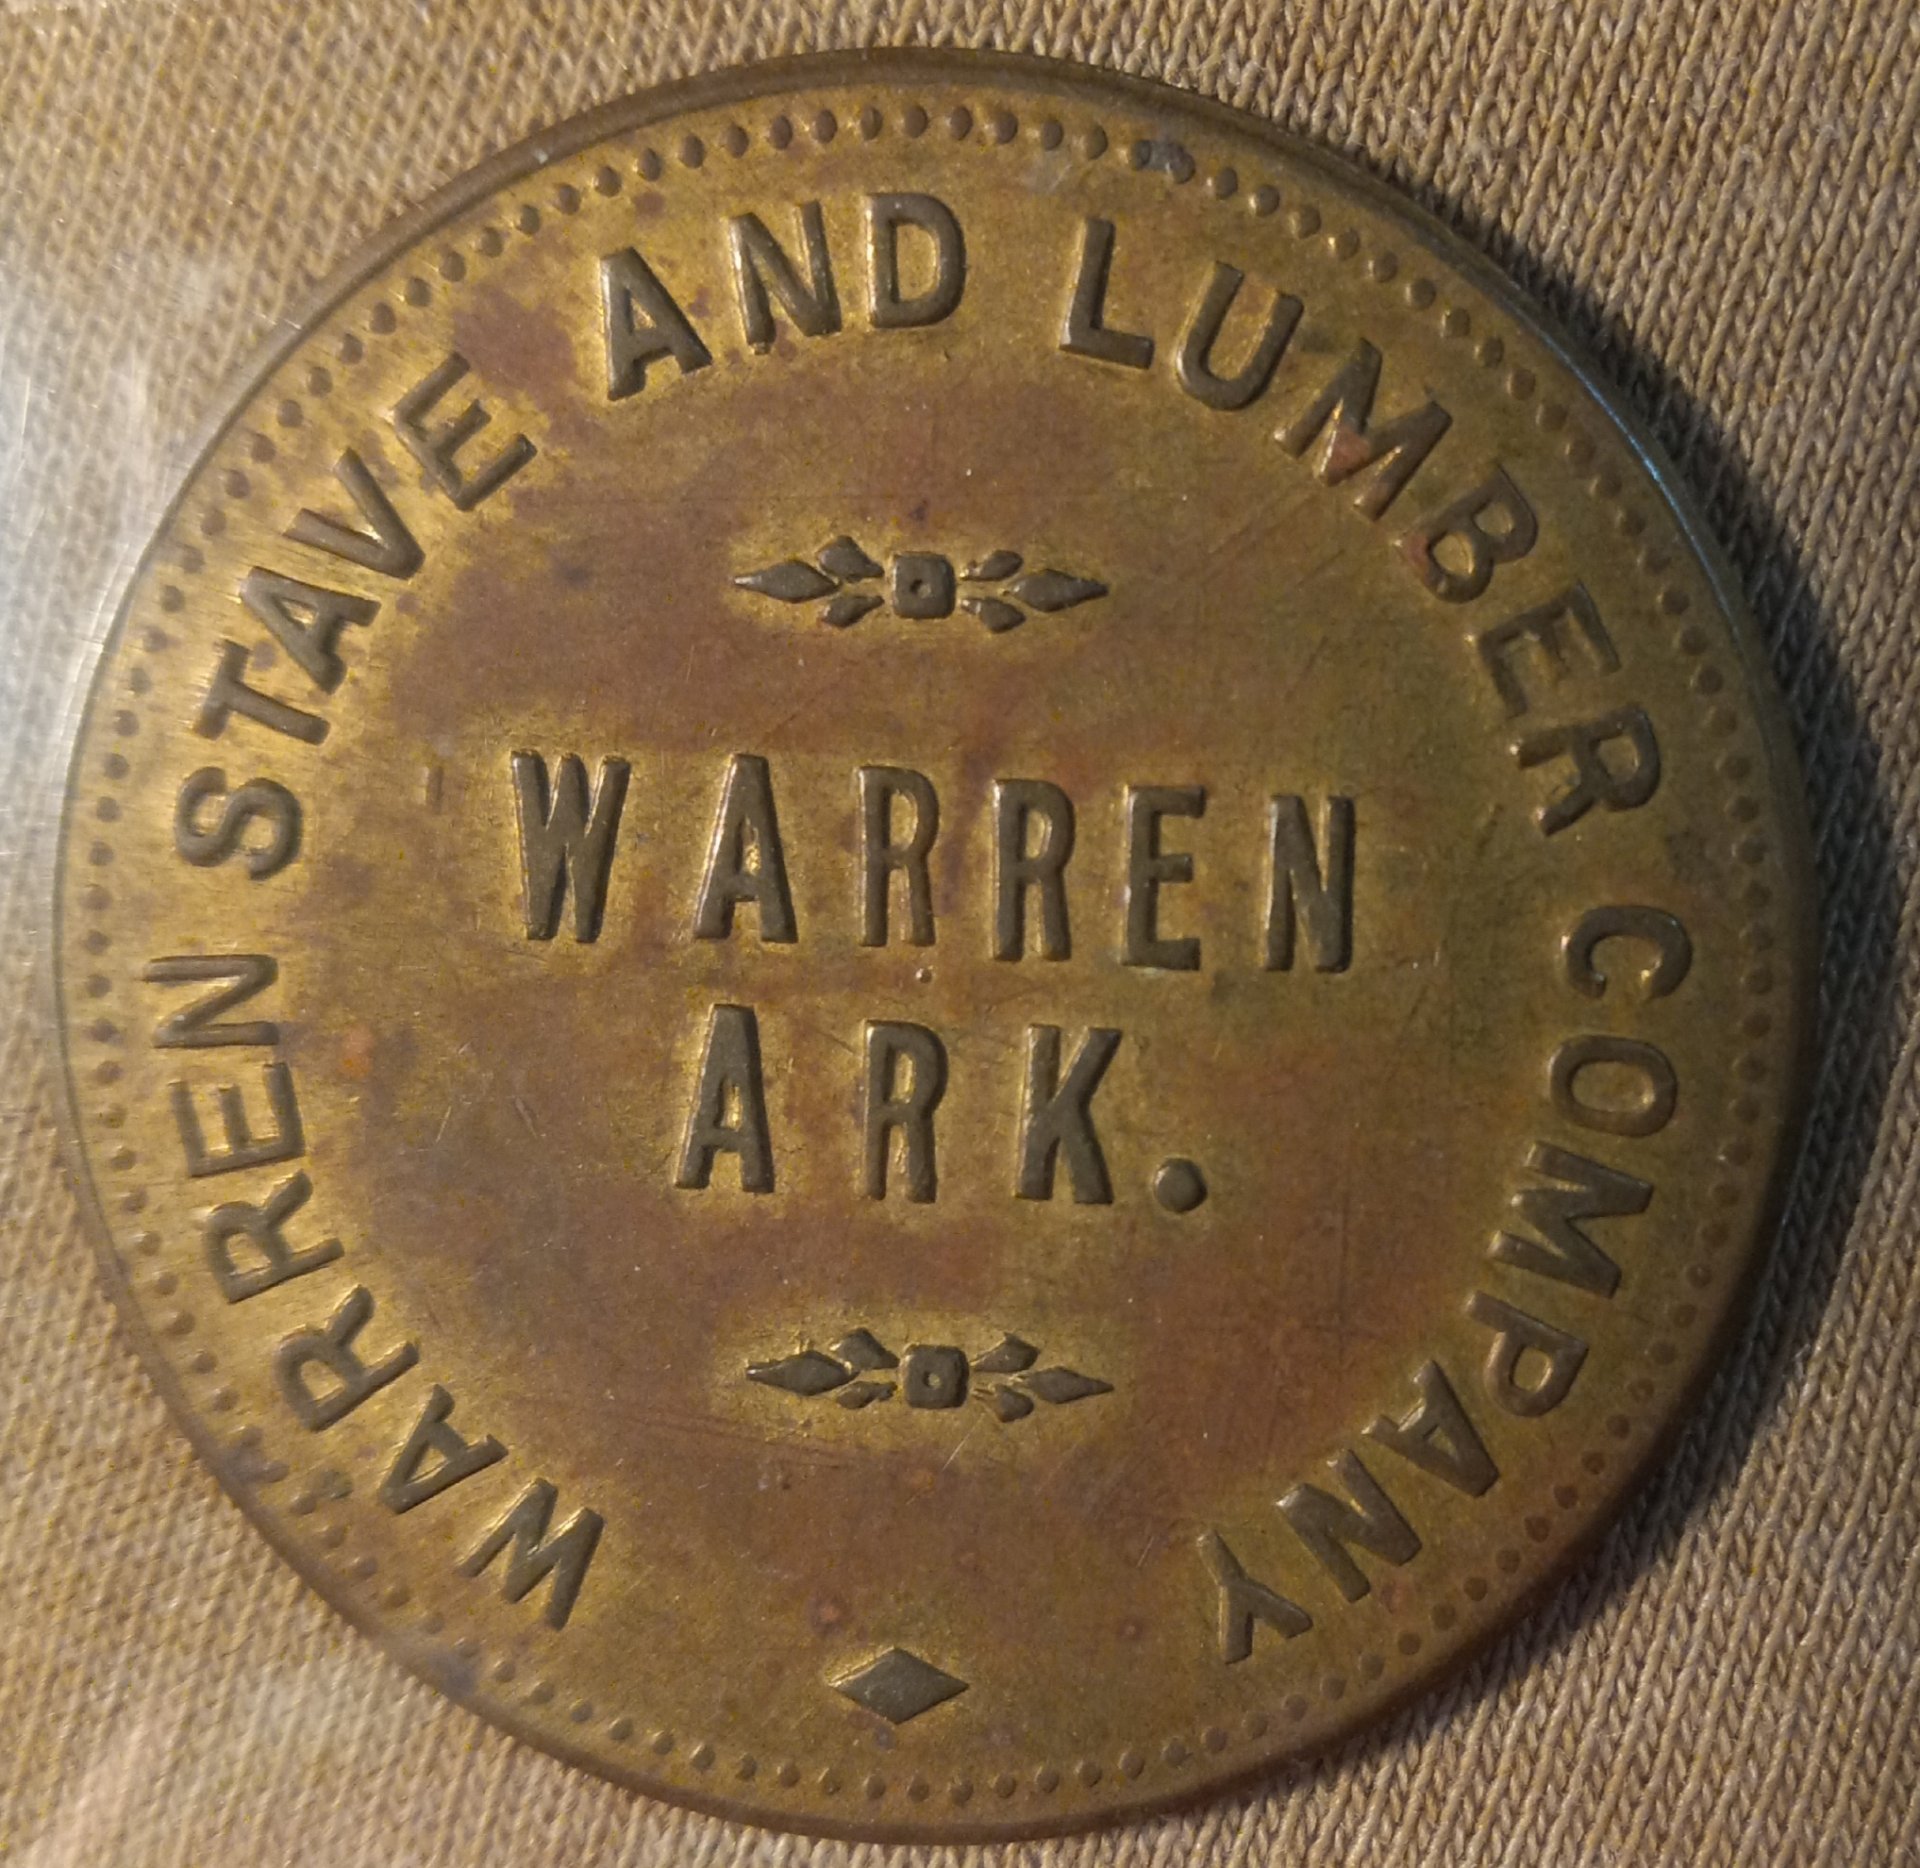 WARREN STAVE AND LUMBER COMPANY
WARREN
ARK.